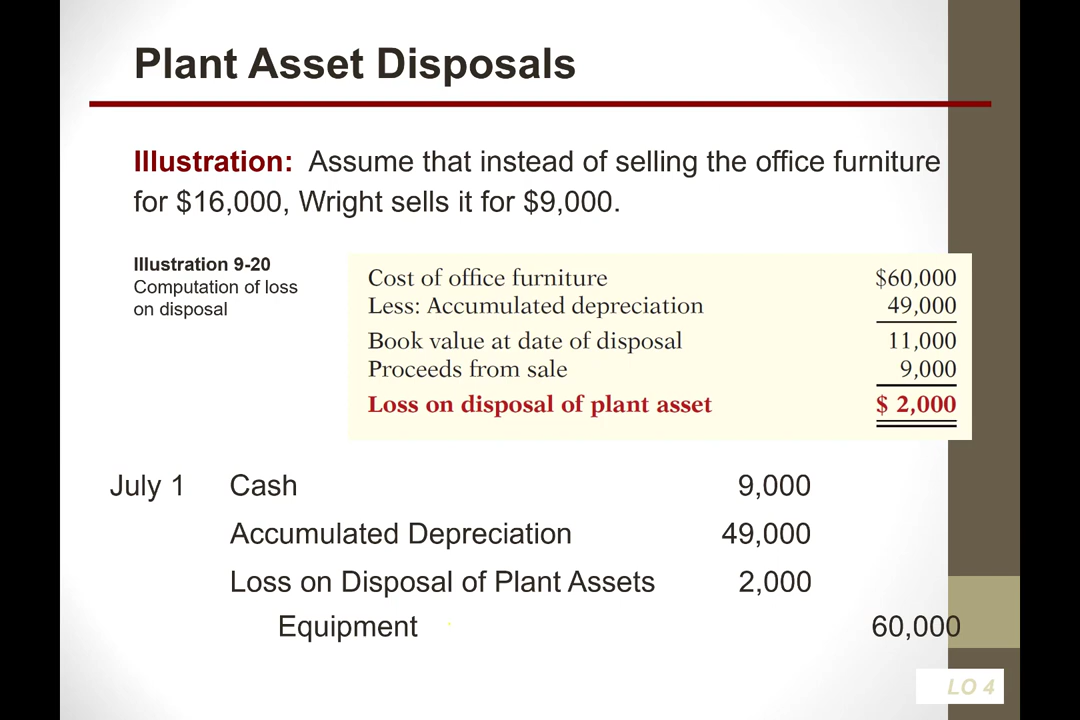 Plant Asset Disposals
Illustration: Assume that instead of selling the office furniture
for $16,000, Wright sells it for $9,000.
Illustration 9-20
Computation of loss
on disposal
Cost of office furniture $60,000
Less: Accumulated depreciation 49,000
Book value at date of disposal 11,000
Proceeds from sale 9,000
Loss on disposal of plant asset $ 2,000
July 1 Cash 9,000
Accumulated Depreciation 49,000
Loss on Disposal of Plant Assets 2,000
Equipment 60,000
LO 4